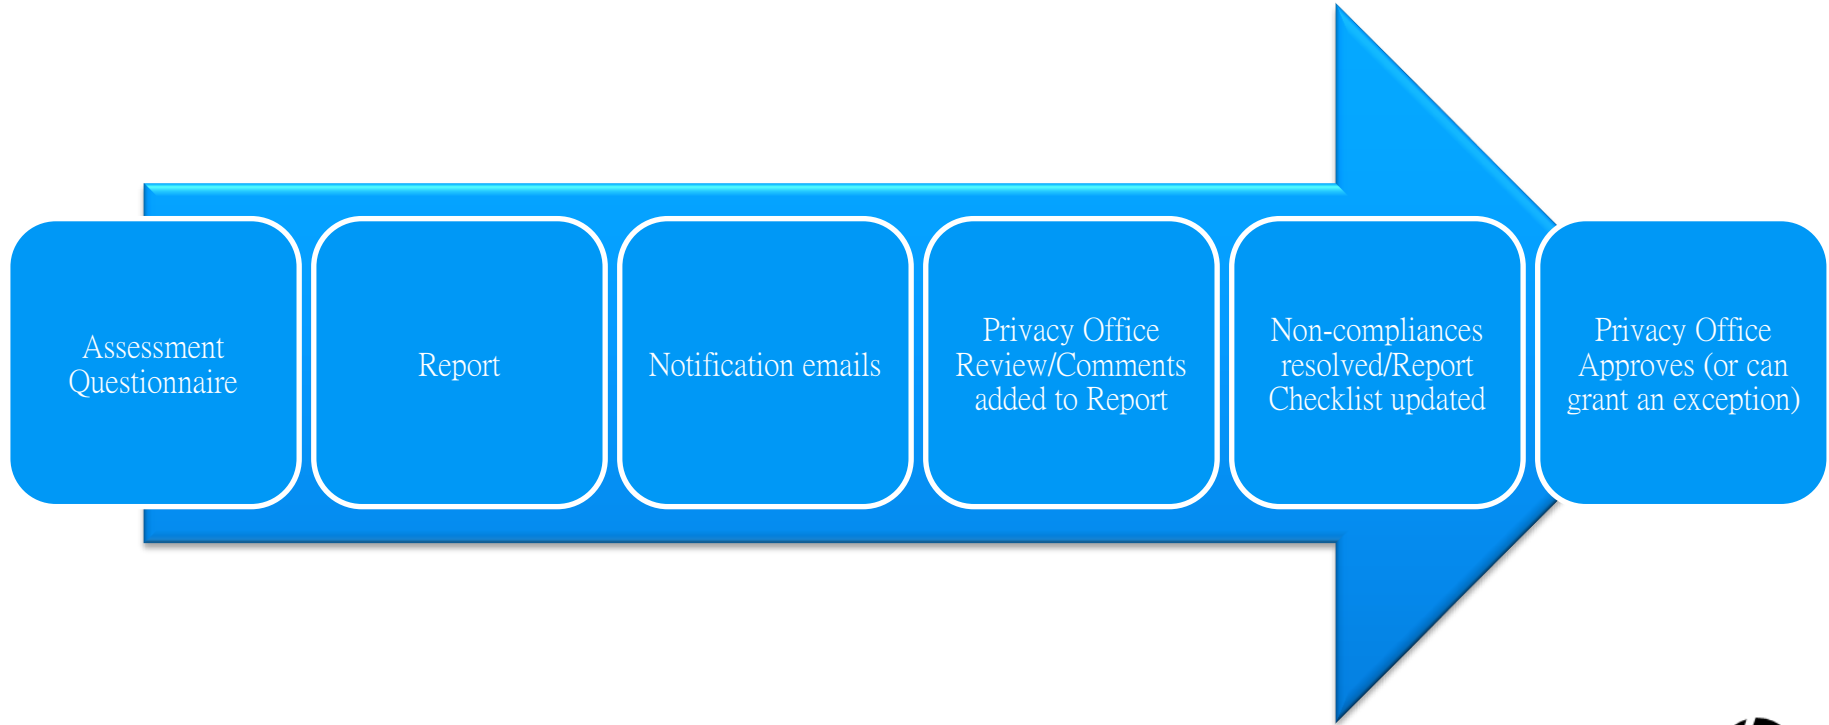 Assessment
Questionnaire
Report
Notification emails
Privacy Office
Review/Comments
added to Report
Non-compliances
resolved/Report
Checklist updated
Privacy Office
Approves (or can
grant an exception)